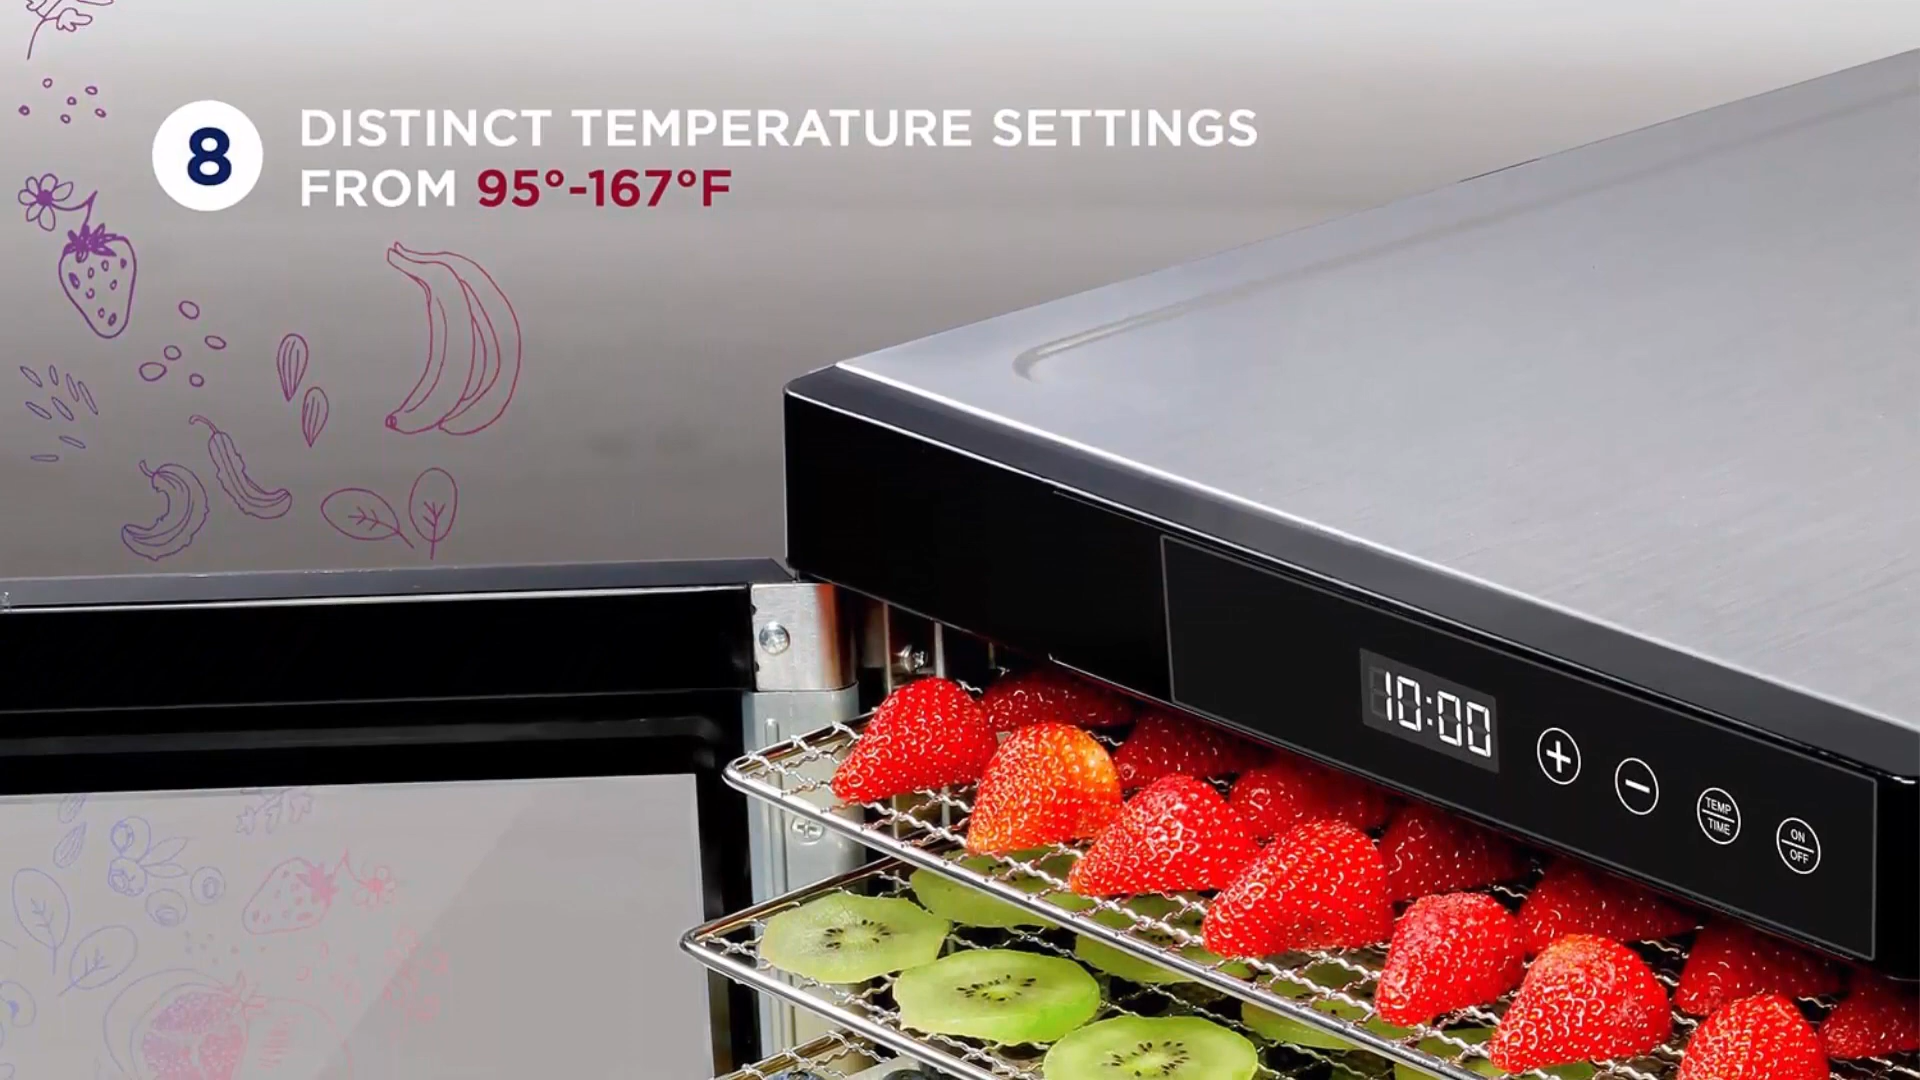 8
DISTINCT TEMPERATURE SETTINGS
FROM 95°-167°F
10:00
+
−
TEMP
TIME
ON
OFF